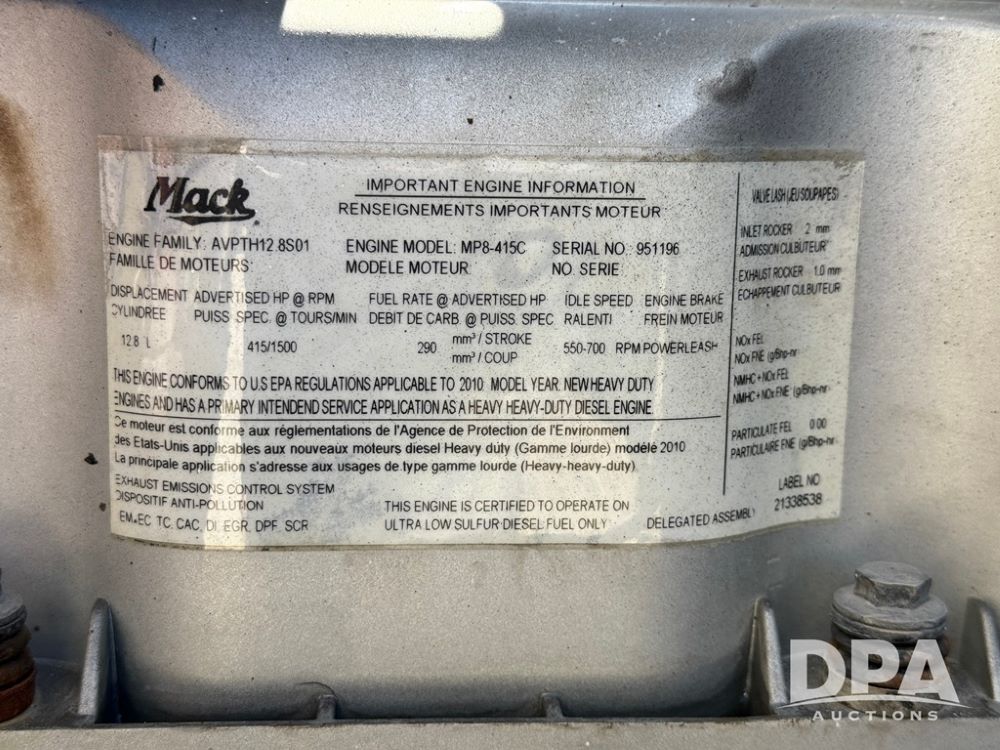 Mack
IMPORTANT ENGINE INFORMATION
RENSEIGNEMENTS IMPORTANTS MOTEUR
ENGINE FAMILY: AVPTH12.8S01 ENGINE MODEL: MP8-415C SERIAL NO.: 951196
FAMILLE DE MOTEURS MODELE MOTEUR NO. SERIE
DISPLACEMENT ADVERTISED HP @ RPM FUEL RATE @ ADVERTISED HP IDLE SPEED ENGINE BRAKE
CYLINDREE PUISS. SPEC. @ TOURS/MIN DEBIT DE CARB. @ PUISS. SPEC RALENTI FREIN MOTEUR
12.8 L 415/1500 290 mm³ / STROKE 550-700 RPM POWERLEASH
mm³ / COUP
THIS ENGINE CONFORMS TO U.S EPA REGULATIONS APPLICABLE TO 2010 MODEL YEAR NEW HEAVY DUTY
ENGINES AND HAS A PRIMARY INTENDEND SERVICE APPLICATION AS A HEAVY HEAVY-DUTY DIESEL ENGINE.
Ce moteur est conforme aux réglementations de l'Agence de Protection de l'Environment
des Etats-Unis applicables aux nouveaux moteurs diesel Heavy duty (Gamme lourde) modéle 2010
La principale application s'adresse aux usages de type gamme lourde (Heavy-heavy-duty)
EXHAUST EMISSIONS CONTROL SYSTEM
DISPOSITIF ANTI-POLLUTION
EM-EC, TC, CAC, DI, EGR, DPF, SCR
THIS ENGINE IS CERTIFIED TO OPERATE ON
ULTRA LOW SULFUR DIESEL FUEL ONLY
DELEGATED ASSEMBLY
VALVE LASH (JEU SOUPAPES)
INLET ROCKER 2 mm
ADMISSION CULBUTEUR
EXHAUST ROCKER 1.0 mm
ECHAPPEMENT CULBUTEUR
NOx FEL
NOx FNE (g/Bhp-hr
NMHC + NOx FEL
NMHC + NOx FNE (g/Bhp-hr
PARTICULATE FEL 0.00
PARTICULAIRE FNE (g/Bhp-hr
LABEL NO
21338538
DPA
AUCTIONS